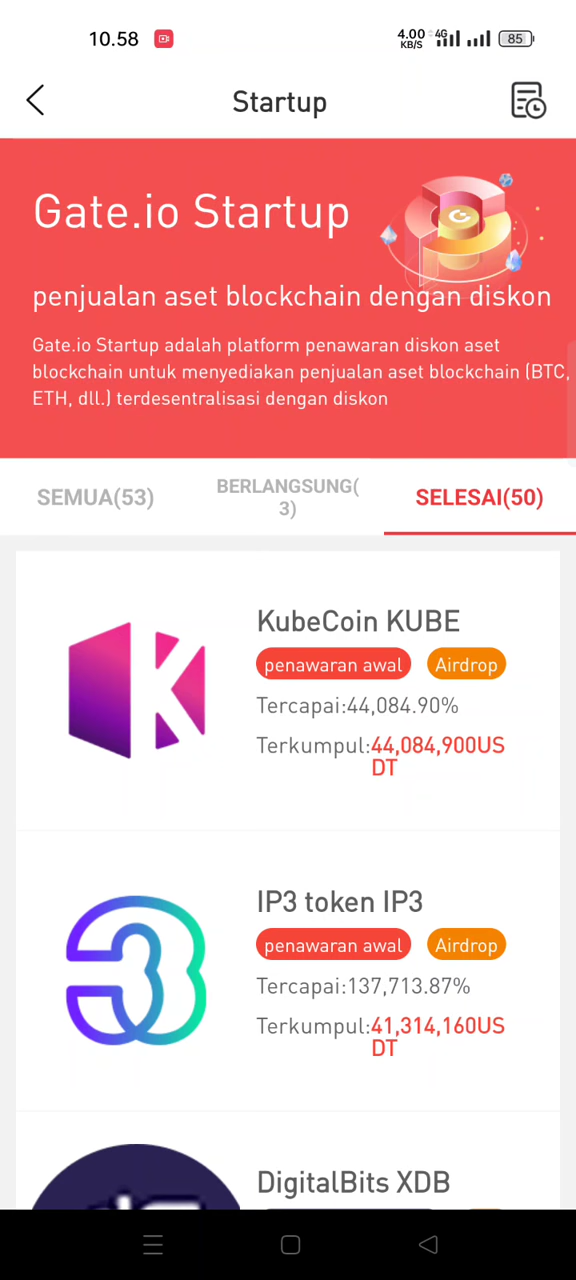 10.58
4.00 KB/S 4G 85
Startup
Gate.io Startup
penjualan aset blockchain dengan diskon
Gate.io Startup adalah platform penawaran diskon aset
blockchain untuk menyediakan penjualan aset blockchain (BTC,
ETH, dll.) terdesentralisasi dengan diskon
SEMUA(53)
BERLANGSUNG(
3)
SELESAI(50)
KubeCoin KUBE
penawaran awal Airdrop
Tercapai:44,084.90%
Terkumpul:44,084,900US
DT
IP3 token IP3
penawaran awal Airdrop
Tercapai:137,713.87%
Terkumpul:41,314,160US
DT
DigitalBits XDB